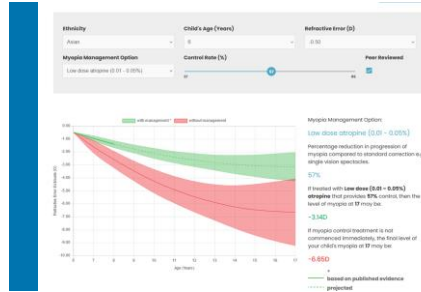 Ethnicity Child's Age (Years) Refractive Error (D)
Asian 6
Myopia Management Option Control Rate (%) Peer Reviewed
Low dose atropine (0.01 - 0.05%)
with management * without management
Myopia Management Option:
Low dose atropine (0.01 - 0.05%)
Percentage reduction in progression of
myopia compared to standard correction e.g.
single vision spectacles.
57%
If treated with Low dose (0.01 - 0.05%)
atropine that provides 57% control, then the
level of myopia at 17 may be
-3.14D
If myopia control treatment is not
commenced immediately, the final level of
your child's myopia at 17 may be
-6.65D
*
based on published evidence
projected
Age (Years)